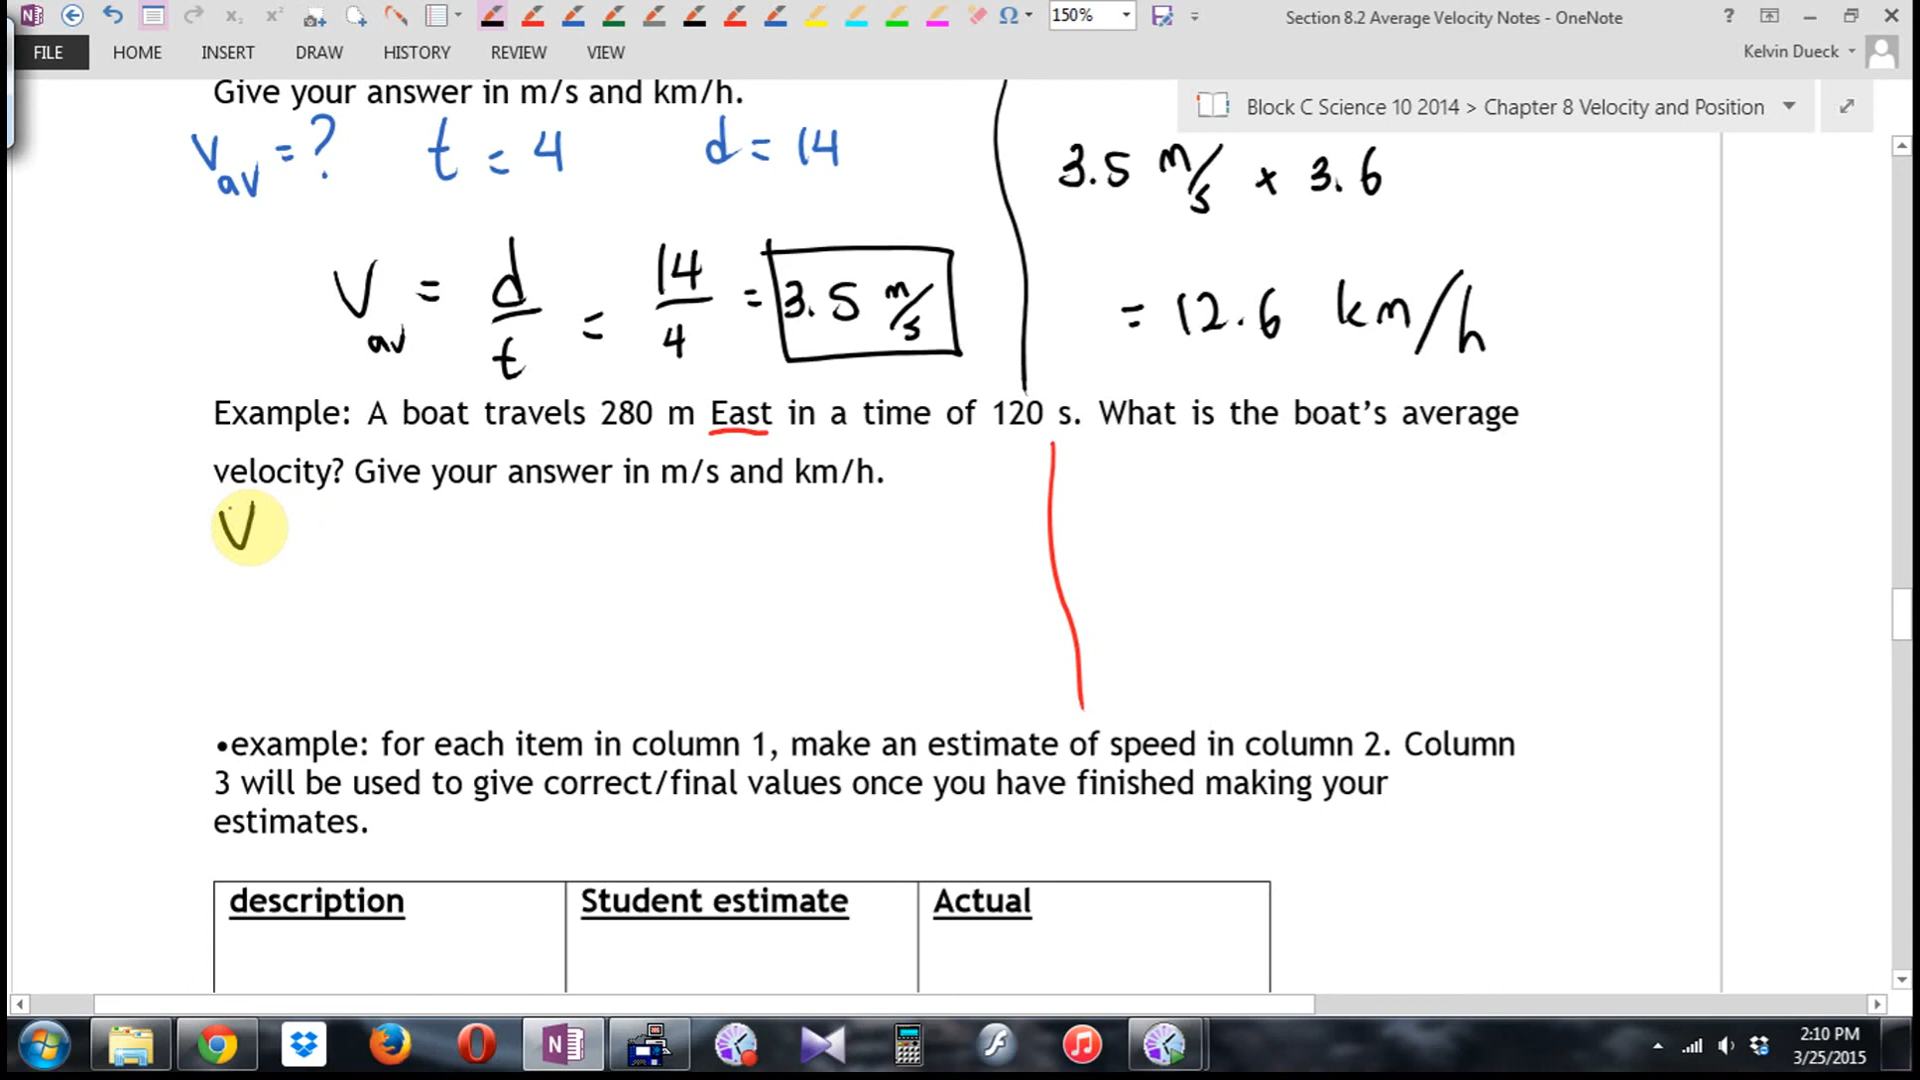 150%
Section 8.2 Average Velocity Notes - OneNote
FILE HOME INSERT DRAW HISTORY REVIEW VIEW
Kelvin Dueck
Block C Science 10 2014 > Chapter 8 Velocity and Position
Give your answer in m/s and km/h.
v av = ? t = 4 d = 14
V av = d/t = 14/4 = 3.5 m/s
3.5 m/s x 3.6
= 12.6 km/h
Example: A boat travels 280 m East in a time of 120 s. What is the boat's average
velocity? Give your answer in m/s and km/h.
V
•example: for each item in column 1, make an estimate of speed in column 2. Column
3 will be used to give correct/final values once you have finished making your
estimates.
description Student estimate Actual
2:10 PM
3/25/2015